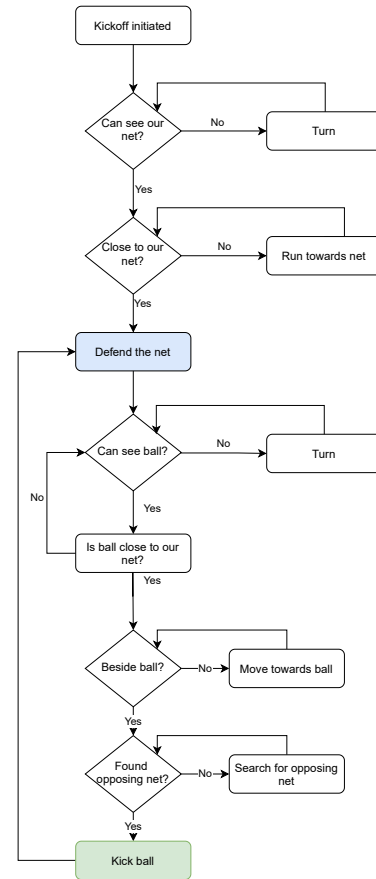 Kickoff initiated
Can see our
net?
No
Turn
Yes
Close to our
net?
No
Run towards net
Yes
Defend the net
Can see ball?
No
Turn
No
Yes
Is ball close to our
net?
Yes
Beside ball?
No
Move towards ball
Yes
Found
opposing net?
No
Search for opposing
net
Yes
Kick ball